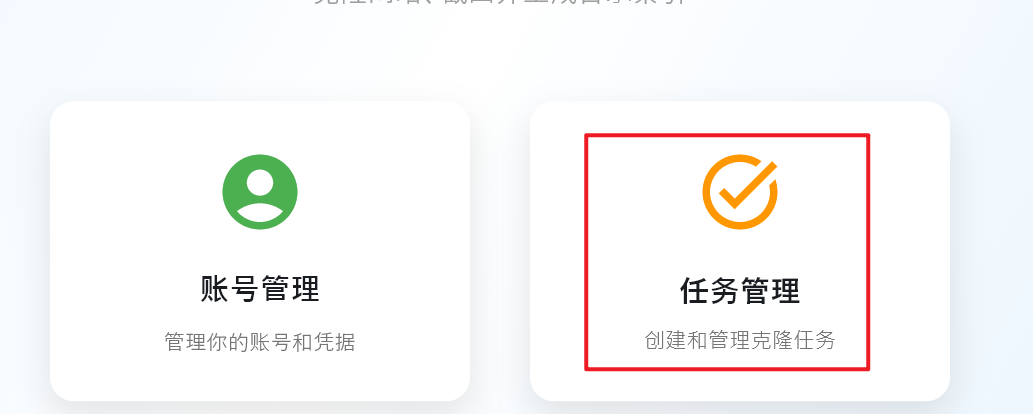 账号管理
管理你的账号和凭据
任务管理
创建和管理克隆任务